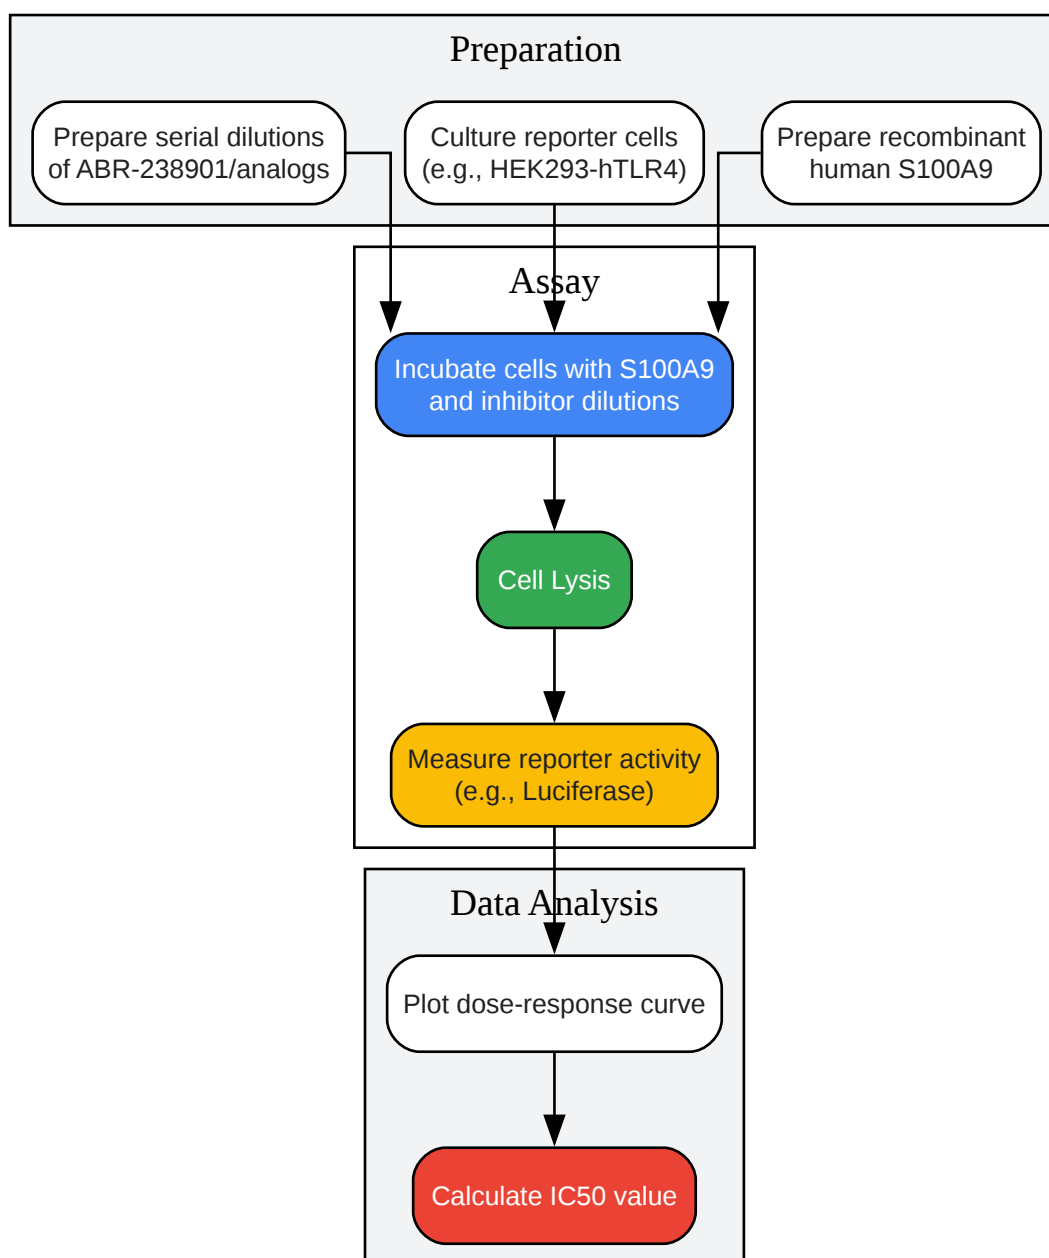 Preparation
Prepare serial dilutions
of ABR-238901/analogs
Culture reporter cells
(e.g., HEK293-hTLR4)
Prepare recombinant
human S100A9
Assay
Incubate cells with S100A9
and inhibitor dilutions
Cell Lysis
Measure reporter activity
(e.g., Luciferase)
Data Analysis
Plot dose-response curve
Calculate IC50 value